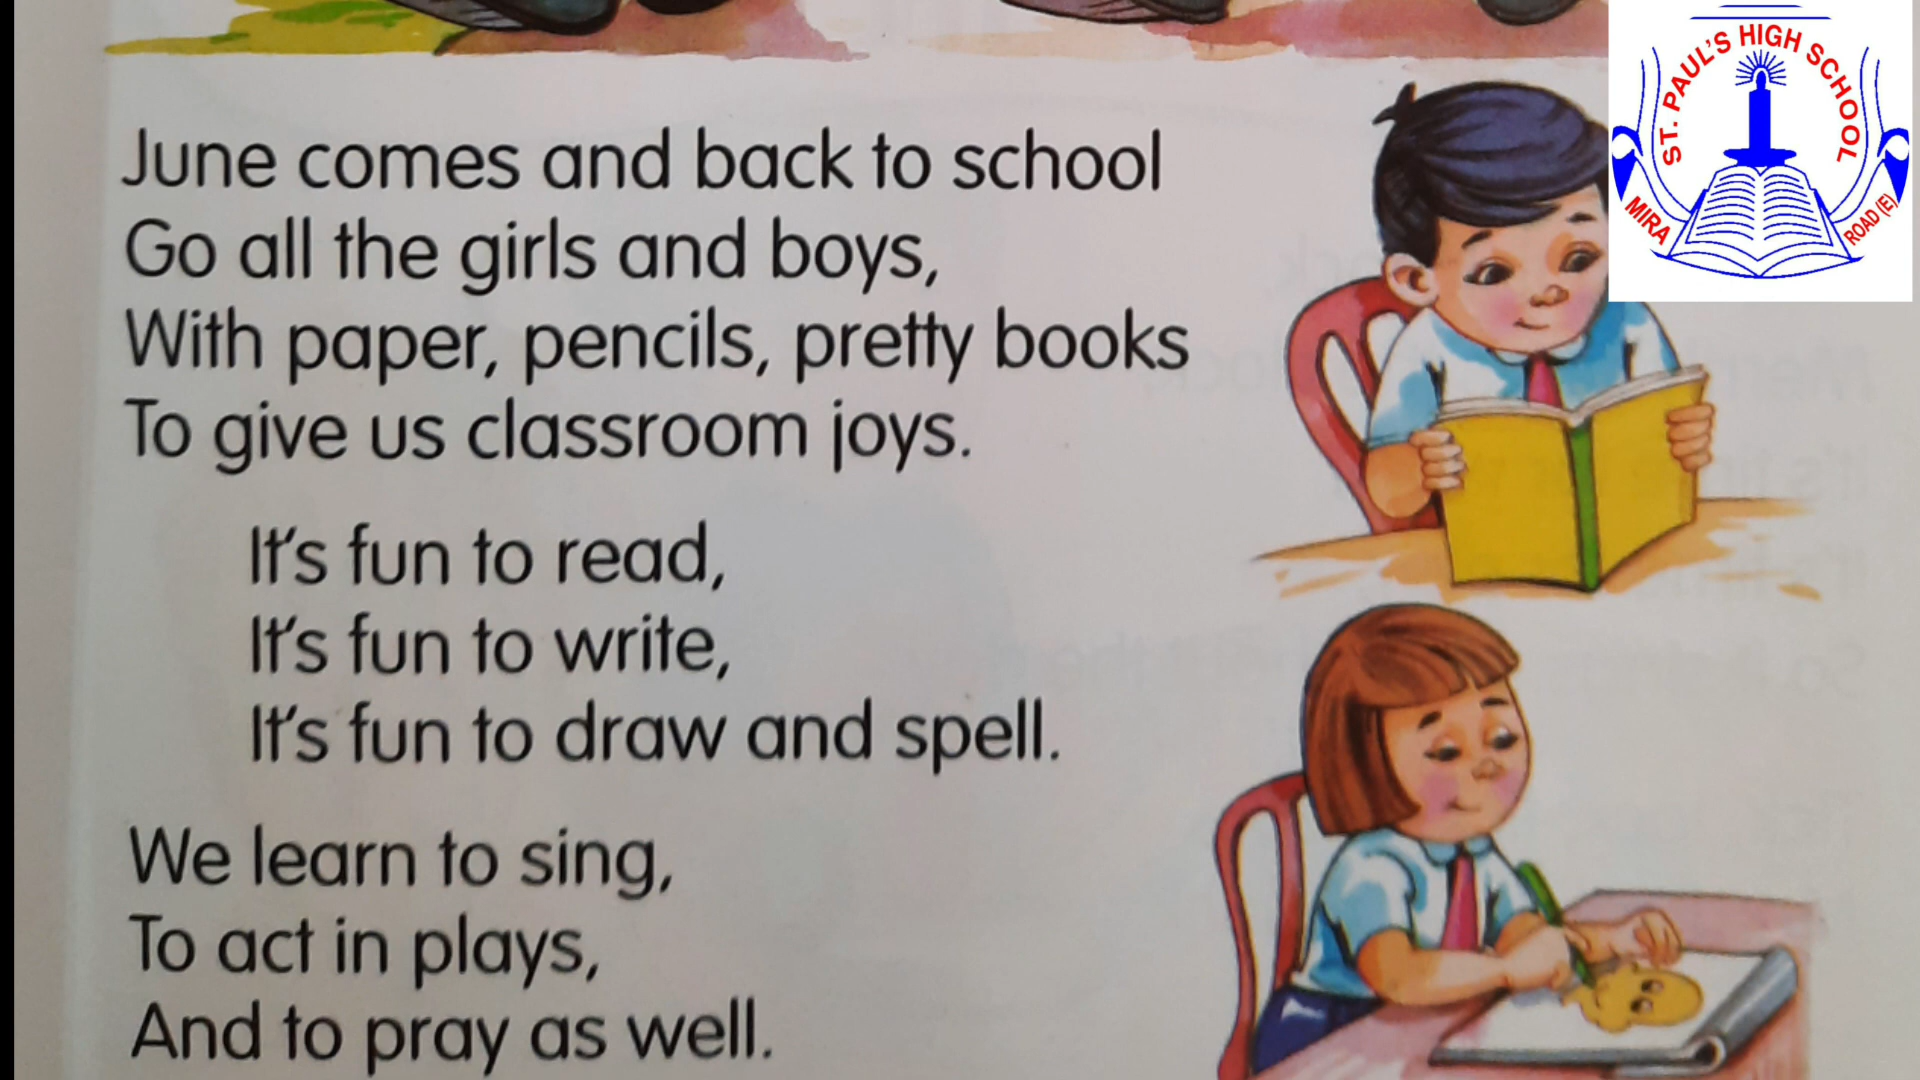 June comes and back to school
Go all the girls and boys,
With paper, pencils, pretty books
To give us classroom joys.
It's fun to read,
It's fun to write,
It's fun to draw and spell.
We learn to sing,
To act in plays,
And to pray as well.
ST. PAUL'S HIGH SCHOOL
MIRA ROAD (E)